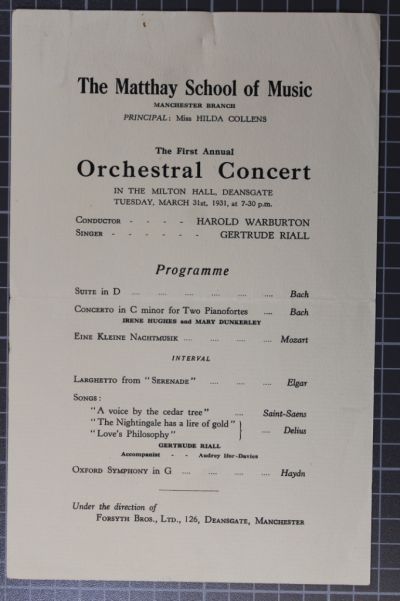 The Matthay School of Music
MANCHESTER BRANCH
PRINCIPAL: Miss HILDA COLLENS
The First Annual
Orchestral Concert
IN THE MILTON HALL, DEANSGATE
TUESDAY, MARCH 31st, 1931, at 7-30 p.m.
CONDUCTOR - - - - HAROLD WARBURTON
SINGER - - - - - - GERTRUDE RIALL
Programme
SUITE in D .... .... .... .... .... Bach
CONCERTO in C minor for Two Pianofortes .... Bach
IRENE HUGHES and MARY DUNKERLEY
EINE KLEINE NACHTMUSIK .... .... .... .... Mozart
INTERVAL
LARGHETTO from "SERENADE" .... .... .... Elgar
SONGS:
"A voice by the cedar tree" .... Saint-Saens
"The Nightingale has a lire of gold"
"Love's Philosophy" .... Delius
GERTRUDE RIALL
Accompanist - - Audrey Hor-Davies
OXFORD SYMPHONY in G .... .... .... .... Haydn
Under the direction of
FORSYTH BROS., LTD., 126, DEANSGATE, MANCHESTER